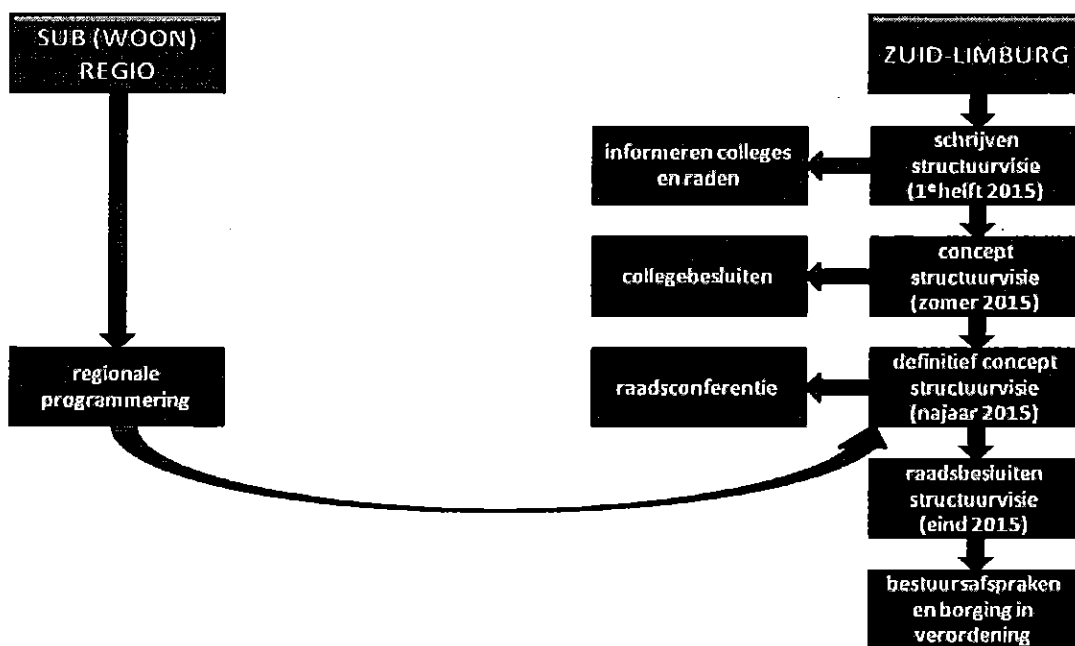 SUB (WOON)
REGIO
regionale
programmering
ZUID-LIMBURG
schrijven
structuurvisie
(1e helft 2015)
informeren colleges
en raden
concept
structuurvisie
(zomer 2015)
collegebesluiten
definitief concept
structuurvisie
(najaar 2015)
raadsconferentie
raadsbesluiten
structuurvisie
(eind 2015)
bestuursafspraken
en borging in
verordening